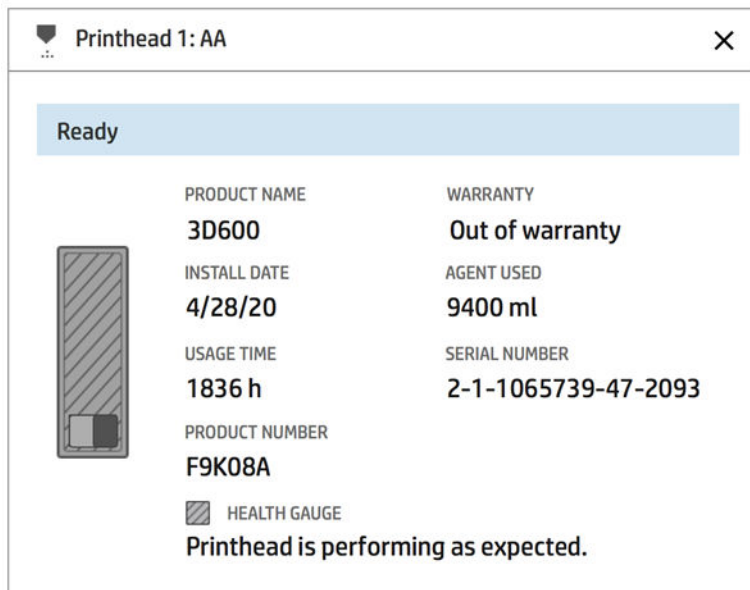 Printhead 1: AA
Ready
PRODUCT NAME
3D600
WARRANTY
Out of warranty
INSTALL DATE
4/28/20
AGENT USED
9400 ml
USAGE TIME
1836 h
SERIAL NUMBER
2-1-1065739-47-2093
PRODUCT NUMBER
F9K08A
HEALTH GAUGE
Printhead is performing as expected.